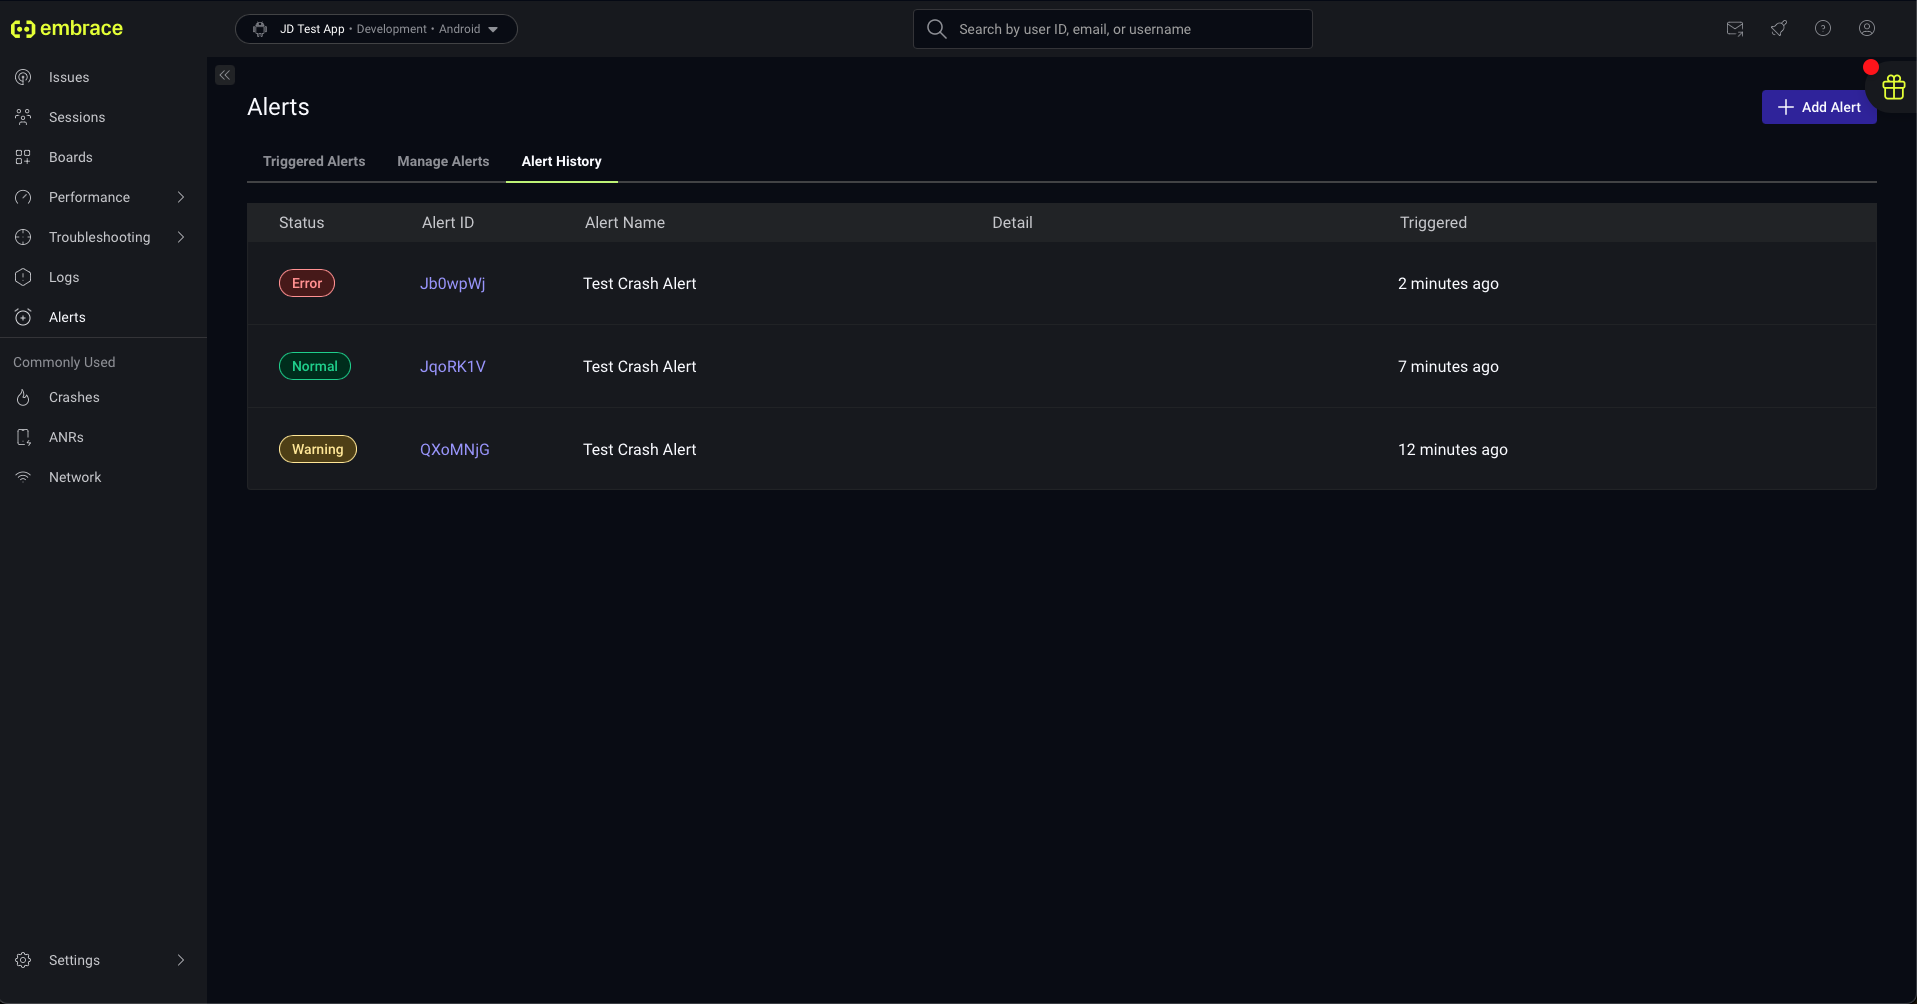 embrace
JD Test App • Development • Android
Search by user ID, email, or username
Issues
Sessions
Boards
Performance
Troubleshooting
Logs
Alerts
Commonly Used
Crashes
ANRs
Network
Settings
Alerts
Add Alert
Triggered Alerts Manage Alerts Alert History
Status Alert ID Alert Name Detail Triggered
Error Jb0wpWj Test Crash Alert 2 minutes ago
Normal JqoRK1V Test Crash Alert 7 minutes ago
Warning QXoMNjG Test Crash Alert 12 minutes ago